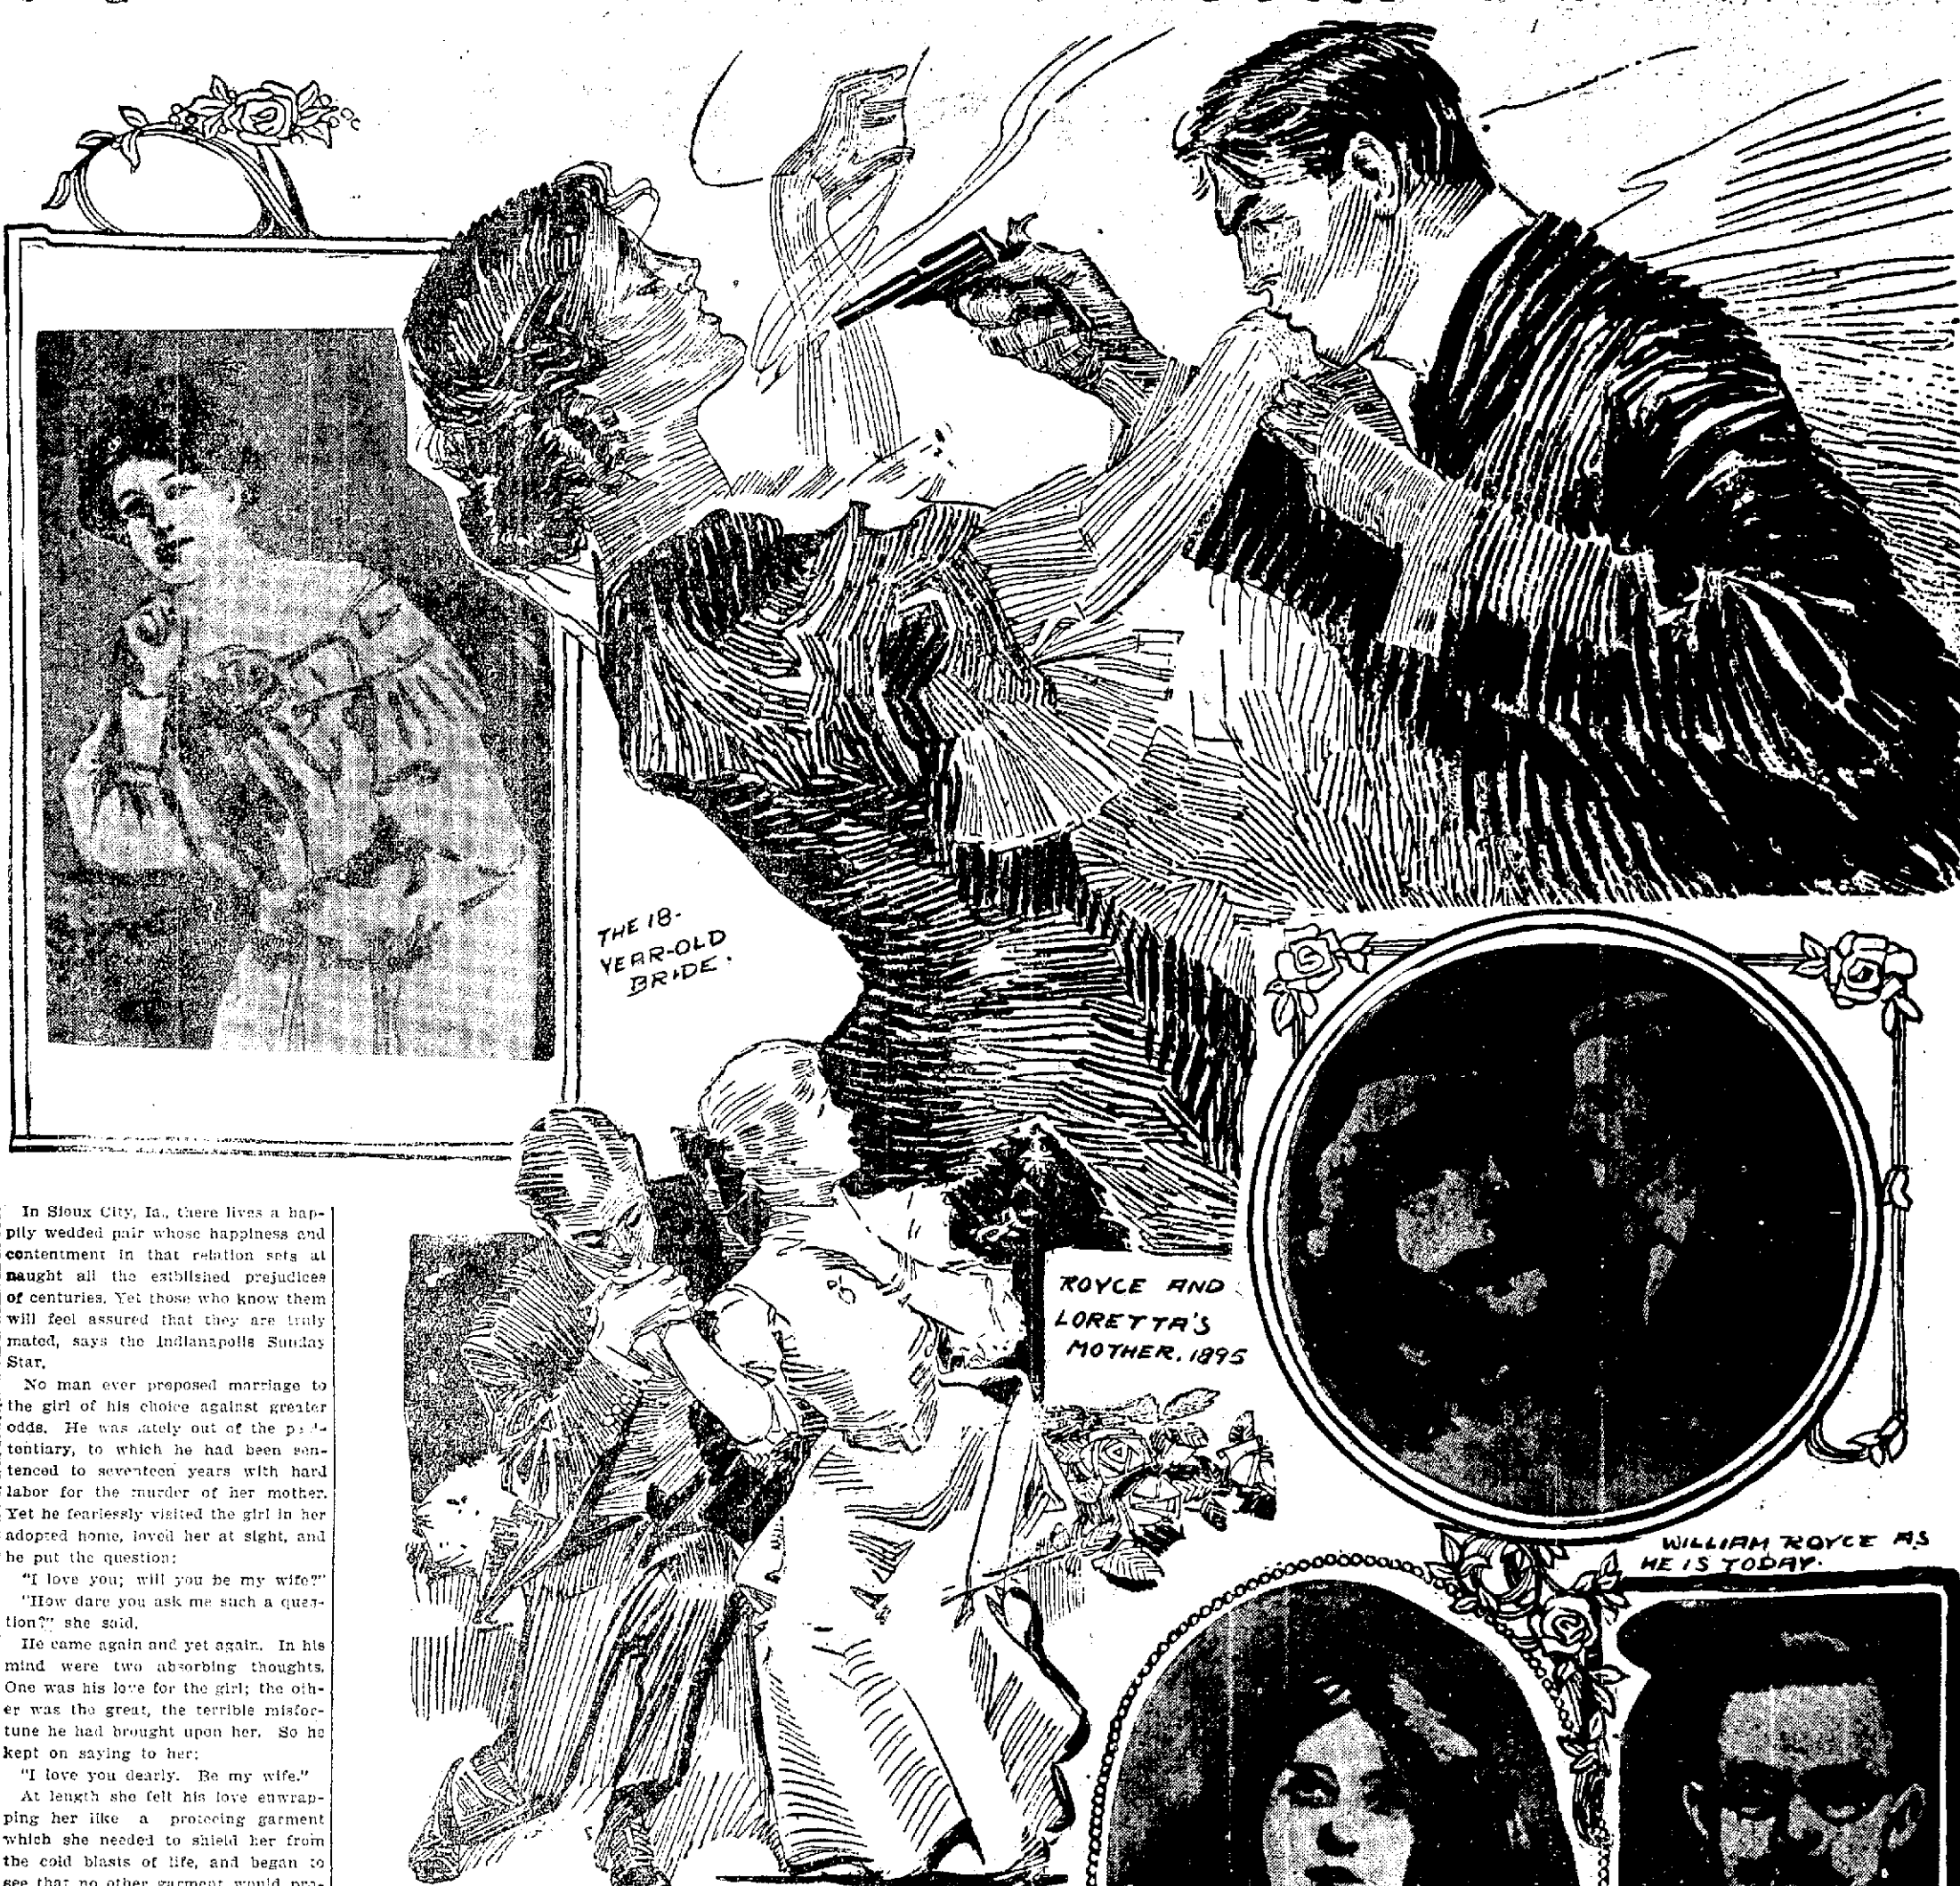 THE 18-
YEAR-OLD
BRIDE.
ROYCE AND
LORETTA'S
MOTHER, 1895
WILLIAM ROYCE AS
HE IS TODAY.
In Sioux City, Ia., there lives a hap-
pily wedded pair whose happiness and
contentment in that relation sets at
naught all the extblished prejudices
of centuries. Yet those who know them
will feel assured that they are truly
mated, says the Indianapolis Sunday
Star.
No man ever proposed marriage to
the girl of his choice against greater
odds. He was lately out of the
tentiary, to which he had been sen-
tenced to seventeen years with hard
labor for the murder of her mother.
Yet he fearlessly visited the girl in her
adopted home, loved her at sight, and
he put the question:
"I love you; will you be my wife?"
"How dare you ask me such a ques-
tion?" she said.
He came again and yet again. In his
mind were two absorbing thoughts.
One was his love for the girl; the oth-
er was the great, the terrible misfor-
tune he had brought upon her. So he
kept on saying to her:
"I love you dearly. Be my wife."
At length she felt his love enwrap-
ping her like a protecing garment
which she needed to shield her from
the cold blasts of life, and began to
see that no other garment would pro-